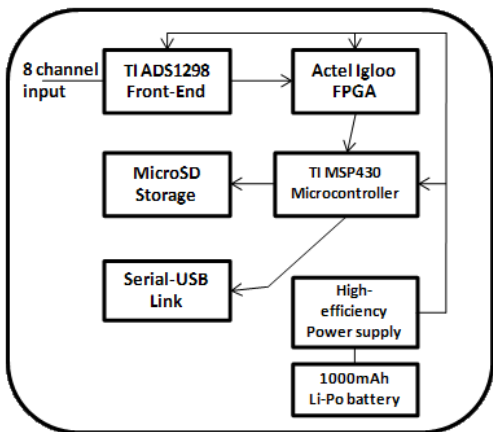 8 channel
input
TI ADS1298
Front-End
Actel Igloo
FPGA
MicroSD
Storage
TI MSP430
Microcontroller
Serial-USB
Link
High-
efficiency
Power supply
1000mAh
Li-Po battery